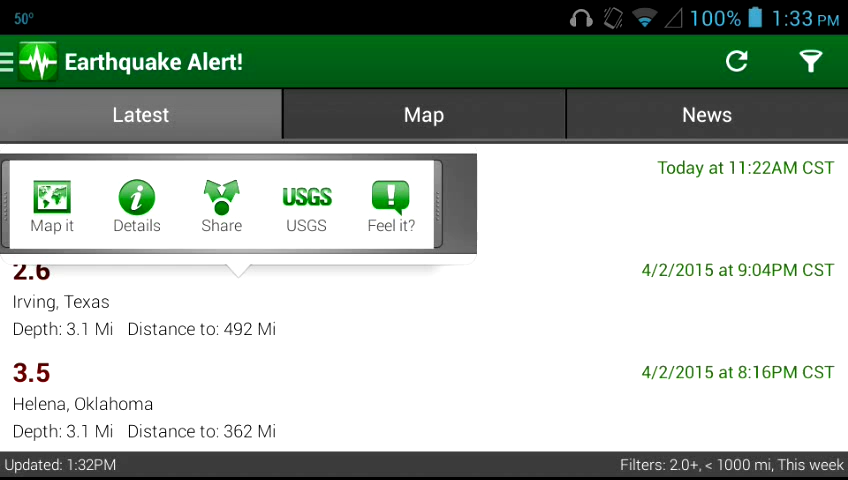 50°
100% 1:33 PM
Earthquake Alert!
Latest Map News
Today at 11:22AM CST
USGS
Map it Details Share USGS Feel it?
2.6 4/2/2015 at 9:04PM CST
Irving, Texas
Depth: 3.1 Mi Distance to: 492 Mi
3.5 4/2/2015 at 8:16PM CST
Helena, Oklahoma
Depth: 3.1 Mi Distance to: 362 Mi
Updated: 1:32PM Filters: 2.0+, < 1000 mi, This week